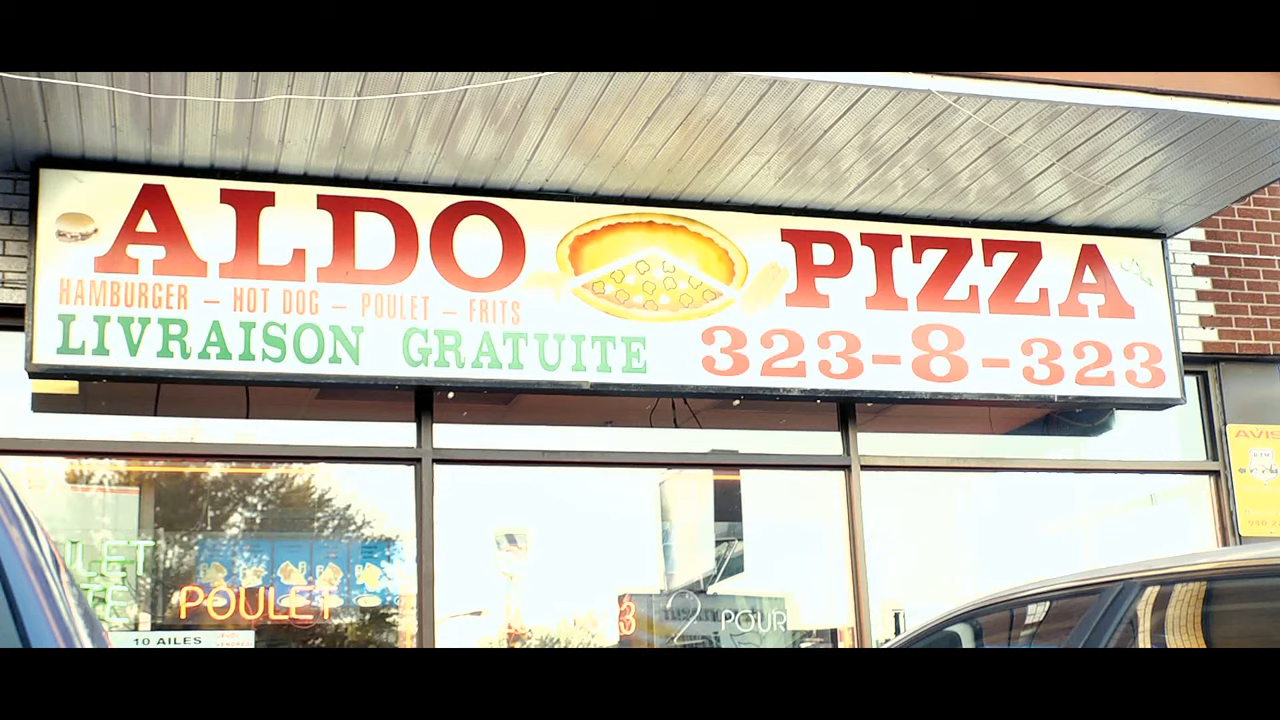 ALDO PIZZA
HAMBURGER – HOT DOG – POULET – FRITS
LIVRAISON GRATUITE 323-8-323
AVIS
POULET
10 AILES
2 POUR